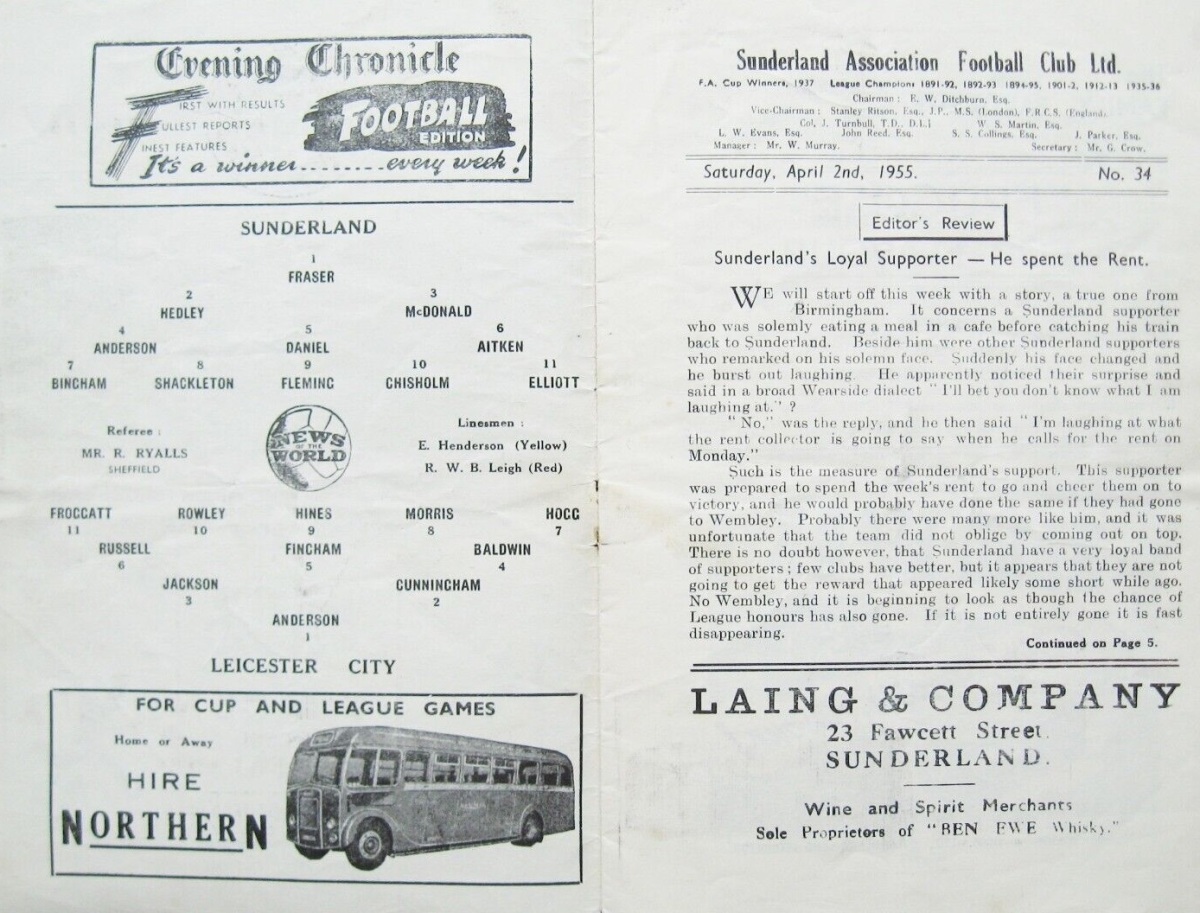 Evening Chronicle
FIRST WITH RESULTS
FULLEST REPORTS
FINEST FEATURES
FOOTBALL
EDITION
It's a winner.........every week!
SUNDERLAND
1
FRASER
2 3
HEDLEY McDONALD
4 5 6
ANDERSON DANIEL AITKEN
7 8 9 10 11
BINGHAM SHACKLETON FLEMING CHISHOLM ELLIOTT
Referee :
MR. R. RYALLS
SHEFFIELD
NEWS
OF THE
WORLD
Linesmen :
E. Henderson (Yellow)
R. W. B. Leigh (Red)
FROGGATT ROWLEY HINES MORRIS HOGG
11 10 9 8 7
RUSSELL FINCHAM BALDWIN
6 5 4
JACKSON CUNNINGHAM
3 2
ANDERSON
1
LEICESTER CITY
FOR CUP AND LEAGUE GAMES
Home or Away
HIRE
NORTHERN
Sunderland Association Football Club Ltd.
F.A. Cup Winners, 1937 League Champions 1891-92, 1892-93 1894-95, 1901-2, 1912-13 1935-36
Chairman : E. W. Ditchburn, Esq.
Vice-Chairman : Stanley Ritson, Esq., J.P., M.S. (London), F.R.C.S. (England)
Col. J. Turnbull, T.D., D.L. W. S. Martin, Esq.
L. W. Evans, Esq. John Reed, Esq. S. S. Collings, Esq. J. Parker, Esq.
Manager : Mr. W. Murray. Secretary : Mr. G. Crow.
Saturday, April 2nd, 1955. No. 34
Editor's Review
Sunderland's Loyal Supporter — He spent the Rent.
WE will start off this week with a story, a true one from
Birmingham. It concerns a Sunderland supporter
who was solemly eating a meal in a cafe before catching his train
back to Sunderland. Beside him were other Sunderland supporters
who remarked on his solemn face. Suddenly his face changed and
he burst out laughing. He apparently noticed their surprise and
said in a broad Wearside dialect " I'll bet you don't know what I am
laughing at." ?
" No," was the reply, and he then said " I'm laughing at what
the rent collector is going to say when he calls for the rent on
Monday."
Such is the measure of Sunderland's support. This supporter
was prepared to spend the week's rent to go and cheer them on to
victory, and he would probably have done the same if they had gone
to Wembley. Probably there were many more like him, and it was
unfortunate that the team did not oblige by coming out on top.
There is no doubt however, that Sunderland have a very loyal band
of supporters ; few clubs have better, but it appears that they are not
going to get the reward that appeared likely some short while ago.
No Wembley, and it is beginning to look as though the chance of
League honours has also gone. If it is not entirely gone it is fast
disappearing.
Continued on Page 5.
LAING & COMPANY
23 Fawcett Street.
SUNDERLAND.
Wine and Spirit Merchants
Sole Proprietors of "BEN EWE Whisky."